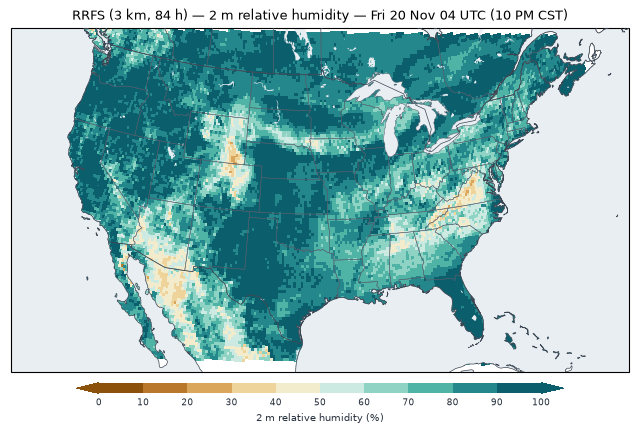 RRFS (3 km, 84 h) — 2 m relative humidity — Fri 20 Nov 04 UTC (10 PM CST)
0 10 20 30 40 50 60 70 80 90 100
2 m relative humidity (%)